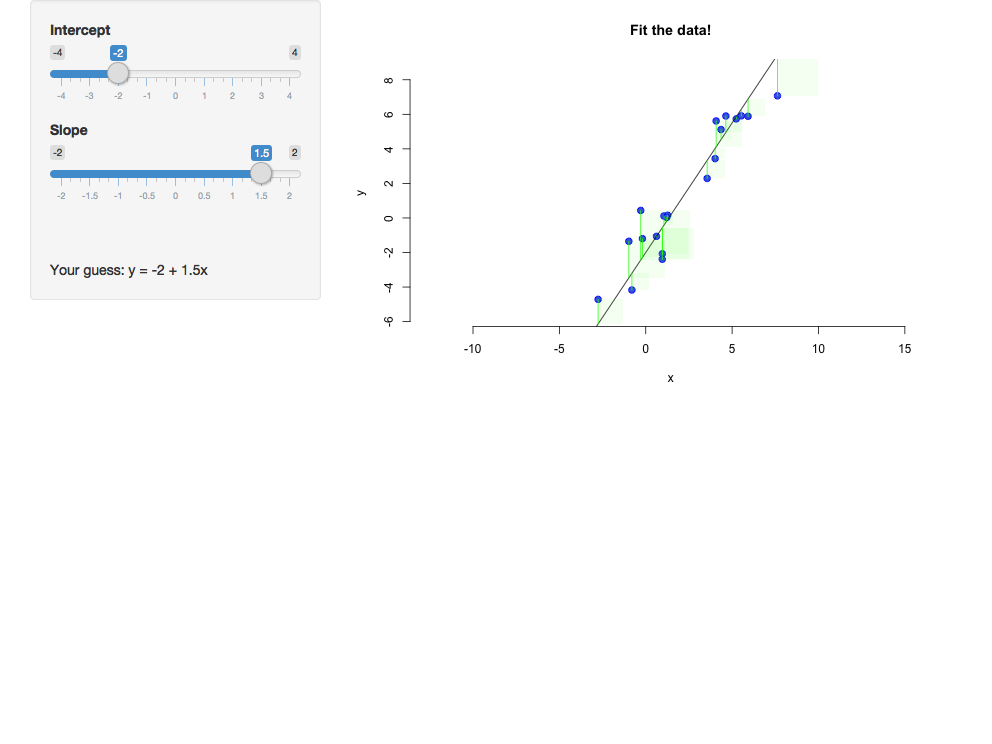 Intercept
-4 -2 4
-4 -3 -2 -1 0 1 2 3 4
Slope
-2 1.5 2
-2 -1.5 -1 -0.5 0 0.5 1 1.5 2
Your guess: y = -2 + 1.5x
Fit the data!
y
8
6
4
2
0
-2
-4
-6
-10 -5 0 5 10 15
x